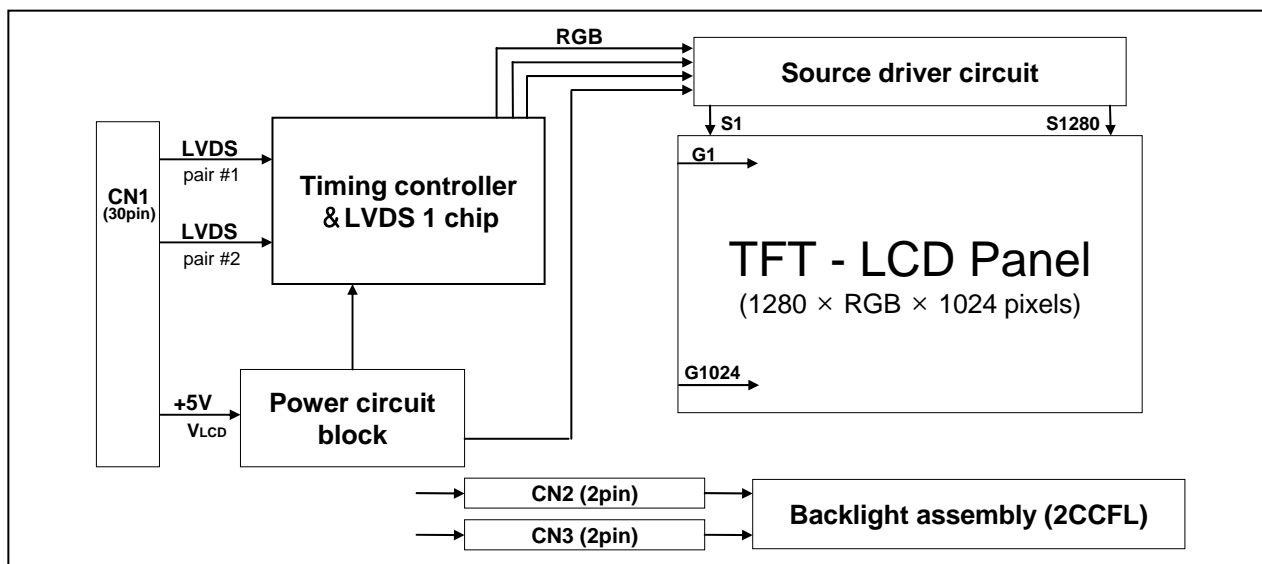 RGB
Source driver circuit
S1
S1280
CN1
(30pin)
LVDS
pair #1
LVDS
pair #2
Timing controller
&LVDS 1 chip
G1
TFT - LCD Panel
(1280 × RGB × 1024 pixels)
G1024
+5V
VLCD
Power circuit
block
CN2 (2pin)
CN3 (2pin)
Backlight assembly (2CCFL)